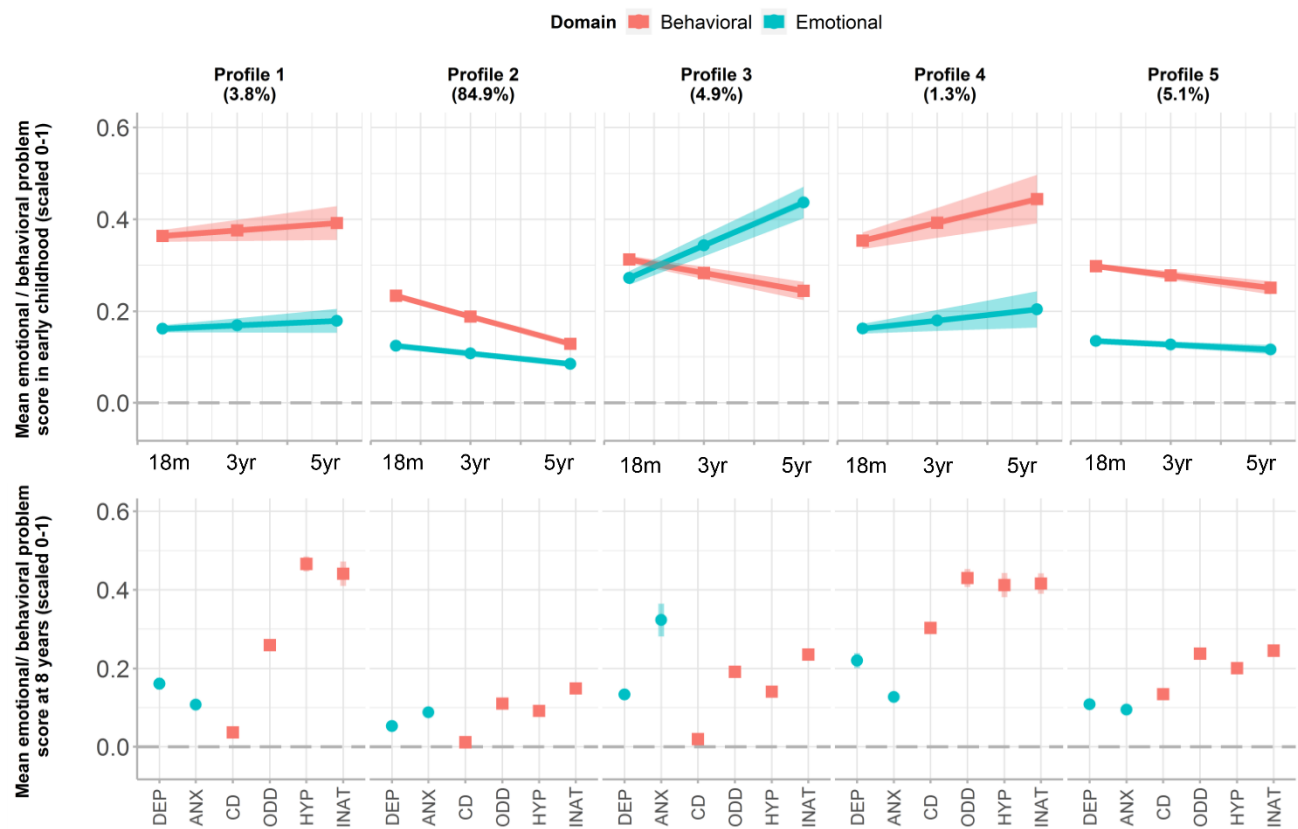 Domain Behavioral Emotional
Profile 1 Profile 2 Profile 3 Profile 4 Profile 5
(3.8%) (84.9%) (4.9%) (1.3%) (5.1%)
Mean emotional / behavioral problem
score in early childhood (scaled 0-1)
0.6
0.4
0.2
0.0
18m 3yr 5yr 18m 3yr 5yr 18m 3yr 5yr 18m 3yr 5yr 18m 3yr 5yr
Mean emotional/ behavioral problem
score at 8 years (scaled 0-1)
0.6
0.4
0.2
0.0
DEP ANX CD ODD HYP INAT DEP ANX CD ODD HYP INAT DEP ANX CD ODD HYP INAT DEP ANX CD ODD HYP INAT DEP ANX CD ODD HYP INAT